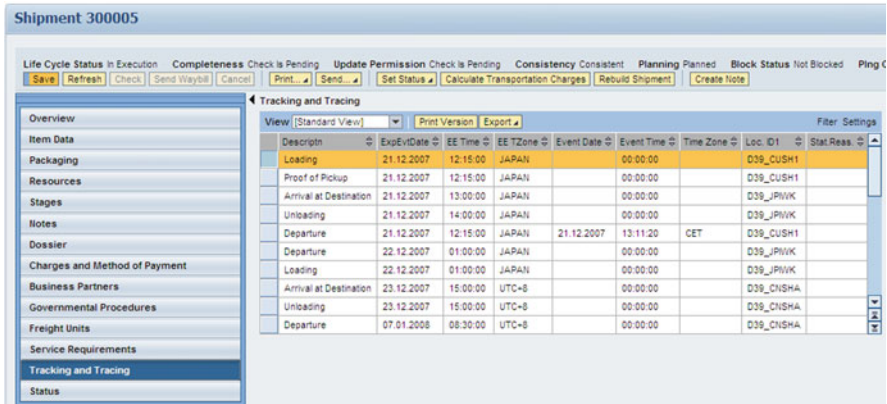 Shipment 300005
Life Cycle Status In Execution Completeness Check Is Pending Update Permission Check Is Pending Consistency Consistent Planning Planned Block Status Not Blocked Plng C
Save Refresh Check Send Waybill Cancel Print... Send... Set Status Calculate Transportation Charges Rebuild Shipment Create Note
Overview
Item Data
Packaging
Resources
Stages
Notes
Dossier
Charges and Method of Payment
Business Partners
Governmental Procedures
Freight Units
Service Requirements
Tracking and Tracing
Status
Tracking and Tracing
View [Standard View] Print Version Export Filter Settings
Descriptn ExpEvtDate EE Time EE TZone Event Date Event Time Time Zone Loc. ID1 Stat.Reas.
Loading 21.12.2007 12:15:00 JAPAN 00:00:00 D39_CUSH1
Proof of Pickup 21.12.2007 12:15:00 JAPAN 00:00:00 D39_CUSH1
Arrival at Destination 21.12.2007 13:00:00 JAPAN 00:00:00 D39_JPWK
Unloading 21.12.2007 14:00:00 JAPAN 00:00:00 D39_JPWK
Departure 21.12.2007 12:15:00 JAPAN 21.12.2007 13:11:20 CET D39_CUSH1
Departure 22.12.2007 01:00:00 JAPAN 00:00:00 D39_JPWK
Loading 22.12.2007 01:00:00 JAPAN 00:00:00 D39_JPWK
Arrival at Destination 23.12.2007 15:00:00 UTC+8 00:00:00 D39_CNSHA
Unloading 23.12.2007 15:00:00 UTC+8 00:00:00 D39_CNSHA
Departure 07.01.2008 08:30:00 UTC+8 00:00:00 D39_CNSHA